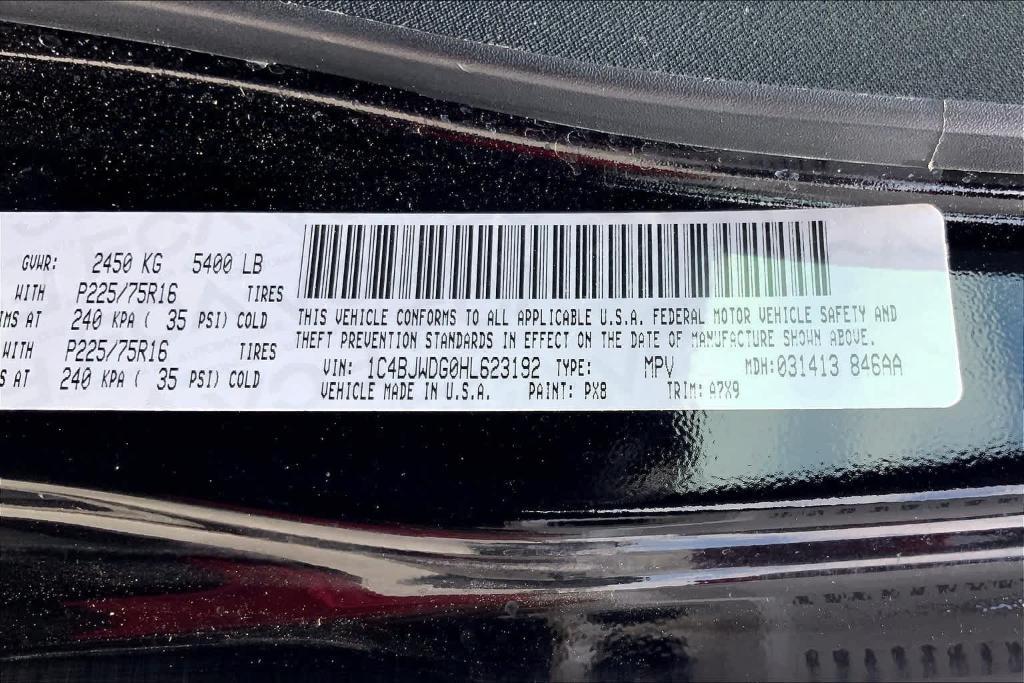 GVWR: 2450 KG 5400 LB
WITH P225/75R16 TIRES
IMS AT 240 KPA ( 35 PSI) COLD
WITH P225/75R16 TIRES
S AT 240 KPA ( 35 PSI) COLD
THIS VEHICLE CONFORMS TO ALL APPLICABLE U.S.A. FEDERAL MOTOR VEHICLE SAFETY AND
THEFT PREVENTION STANDARDS IN EFFECT ON THE DATE OF MANUFACTURE SHOWN ABOVE.
VIN: 1C4BJWDG0HL623192 TYPE: MPV MDH:031413 846AA
VEHICLE MADE IN U.S.A. PAINT: PX8 TRIM: A7X9